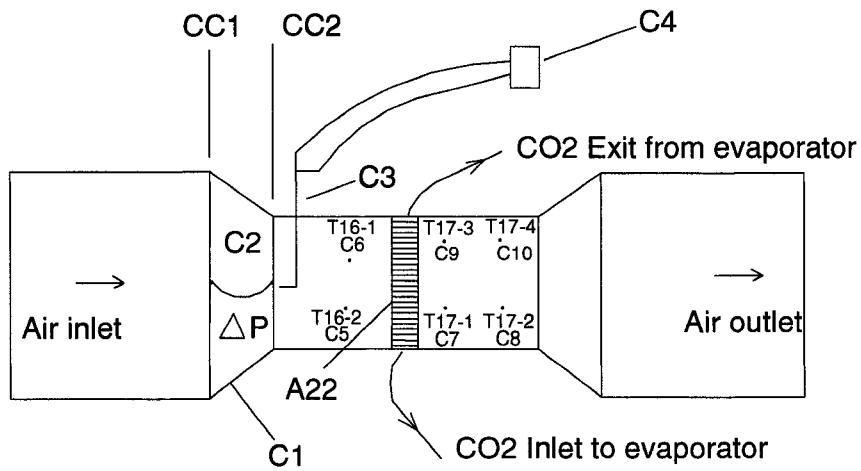 CC1
CC2
C4
CO2 Exit from evaporator
C3
C2
T16-1
C6
T17-3
C9
T17-4
C10
Air inlet
△P
T16-2
C5
T17-1
C7
T17-2
C8
Air outlet
A22
C1
CO2 Inlet to evaporator